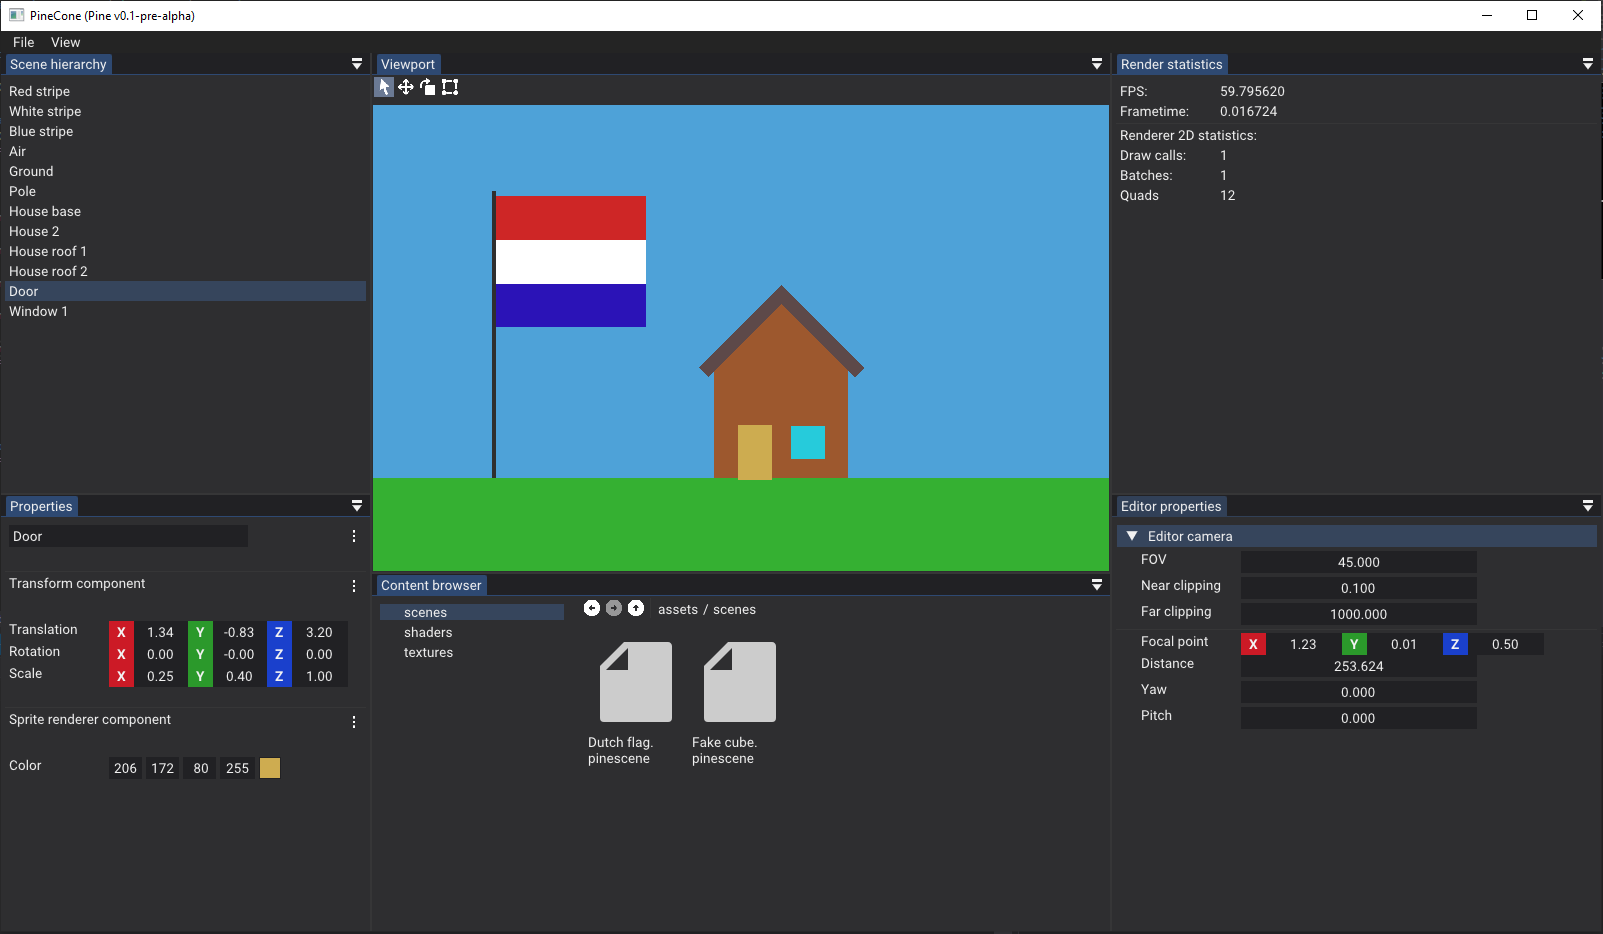 PineCone (Pine v0.1-pre-alpha)
File View
Scene hierarchy
Red stripe
White stripe
Blue stripe
Air
Ground
Pole
House base
House 2
House roof 1
House roof 2
Door
Window 1
Properties
Door
Transform component
Translation X 1.34 Y -0.83 Z 3.20
Rotation X 0.00 Y -0.00 Z 0.00
Scale X 0.25 Y 0.40 Z 1.00
Sprite renderer component
Color 206 172 80 255
Viewport
Content browser
scenes
shaders
textures
assets / scenes
Dutch flag.
pinescene
Fake cube.
pinescene
Render statistics
FPS: 59.795620
Frametime: 0.016724
Renderer 2D statistics:
Draw calls: 1
Batches: 1
Quads 12
Editor properties
Editor camera
FOV 45.000
Near clipping 0.100
Far clipping 1000.000
Focal point X 1.23 Y 0.01 Z 0.50
Distance 253.624
Yaw 0.000
Pitch 0.000